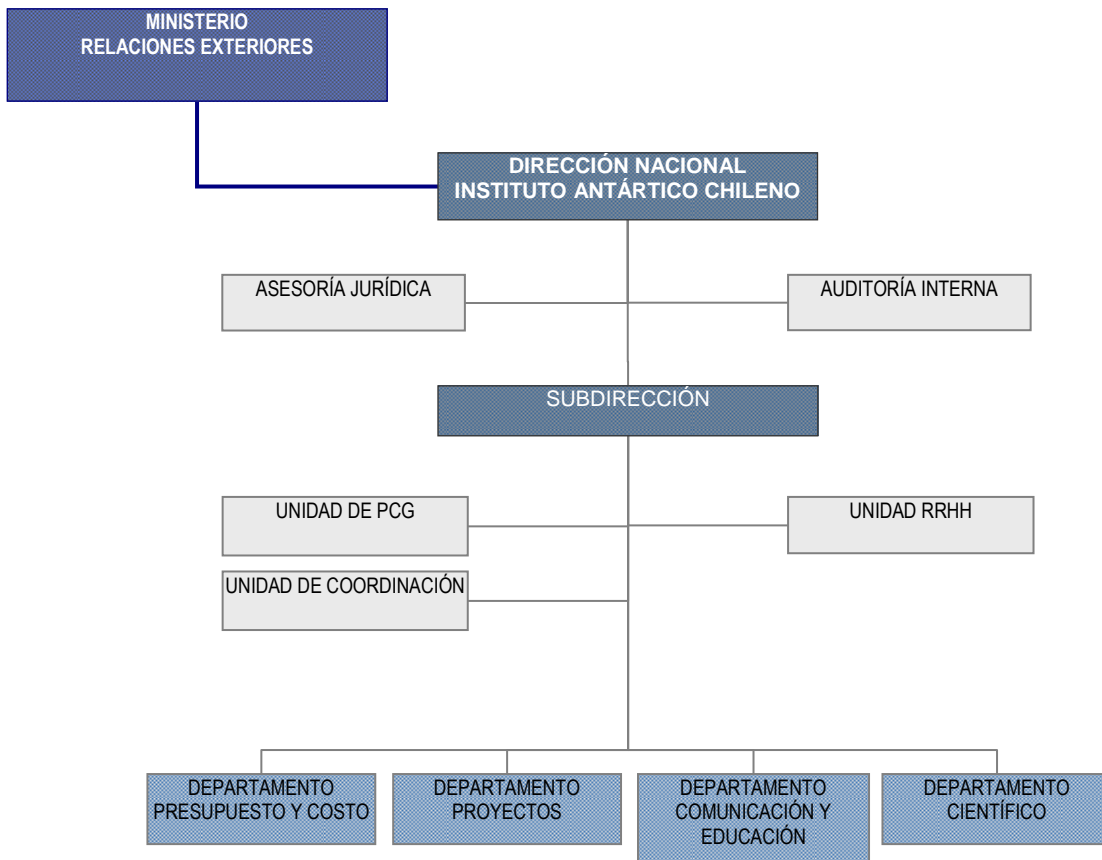 MINISTERIO
RELACIONES EXTERIORES
DIRECCIÓN NACIONAL
INSTITUTO ANTÁRTICO CHILENO
ASESORÍA JURÍDICA
AUDITORÍA INTERNA
SUBDIRECCIÓN
UNIDAD DE PCG
UNIDAD RRHH
UNIDAD DE COORDINACIÓN
DEPARTAMENTO
PRESUPUESTO Y COSTO
DEPARTAMENTO
PROYECTOS
DEPARTAMENTO
COMUNICACIÓN Y
EDUCACIÓN
DEPARTAMENTO
CIENTÍFICO